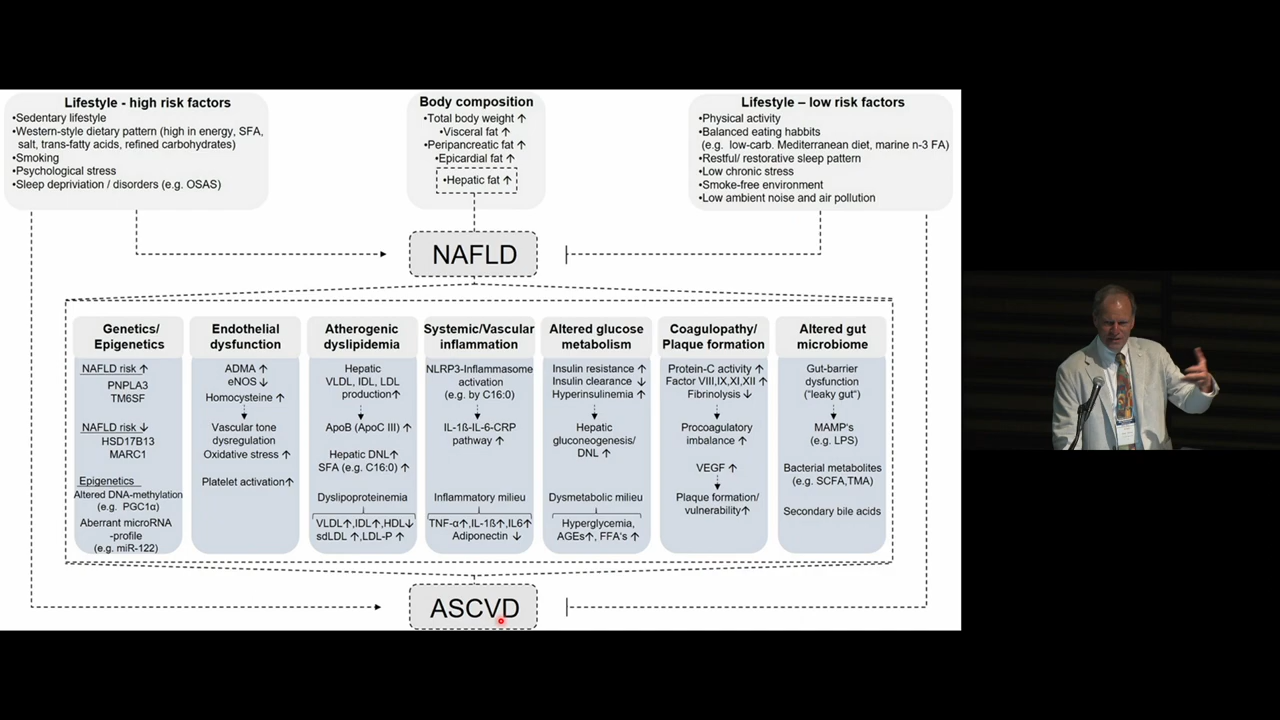 Lifestyle - high risk factors
•Sedentary lifestyle
•Western-style dietary pattern (high in energy, SFA,
salt, trans-fatty acids, refined carbohydrates)
•Smoking
•Psychological stress
•Sleep depriviation / disorders (e.g. OSAS)
Body composition
•Total body weight ↑
•Visceral fat ↑
•Peripancreatic fat ↑
•Epicardial fat ↑
•Hepatic fat ↑
Lifestyle – low risk factors
•Physical activity
•Balanced eating habbits
(e.g. low-carb. Mediterranean diet, marine n-3 FA)
•Restful/ restorative sleep pattern
•Low chronic stress
•Smoke-free environment
•Low ambient noise and air pollution
NAFLD
Genetics/
Epigenetics
NAFLD risk ↑
PNPLA3
TM6SF
NAFLD risk ↓
HSD17B13
MARC1
Epigenetics
Altered DNA-methylation
(e.g. PGC1α)
Aberrant microRNA
-profile
(e.g. miR-122)
Endothelial
dysfunction
ADMA ↑
eNOS ↓
Homocysteine ↑
Vascular tone
dysregulation
Oxidative stress ↑
Platelet activation↑
Atherogenic
dyslipidemia
Hepatic
VLDL, IDL, LDL
production↑
ApoB (ApoC III) ↑
Hepatic DNL↑
SFA (e.g. C16:0) ↑
Dyslipoproteinemia
VLDL↑,IDL↑,HDL↓
sdLDL ↑,LDL-P ↑
Systemic/Vascular
inflammation
NLRP3-Inflammasome
activation
(e.g. by C16:0)
IL-1ß-IL-6-CRP
pathway ↑
Inflammatory milieu
TNF-α↑,IL-1ß↑,IL6↑
Adiponectin ↓
Altered glucose
metabolism
Insulin resistance ↑
Insulin clearance ↓
Hyperinsulinemia ↑
Hepatic
gluconeogenesis/
DNL ↑
Dysmetabolic milieu
Hyperglycemia,
AGEs↑, FFA's ↑
Coagulopathy/
Plaque formation
Protein-C activity ↑
Factor VIII,IX,XI,XII ↑
Fibrinolysis ↓
Procoagulatory
imbalance ↑
VEGF ↑
Plaque formation/
vulnerability↑
Altered gut
microbiome
Gut-barrier
dysfunction
("leaky gut")
MAMP's
(e.g. LPS)
Bacterial metabolites
(e.g. SCFA,TMA)
Secondary bile acids
ASCVD